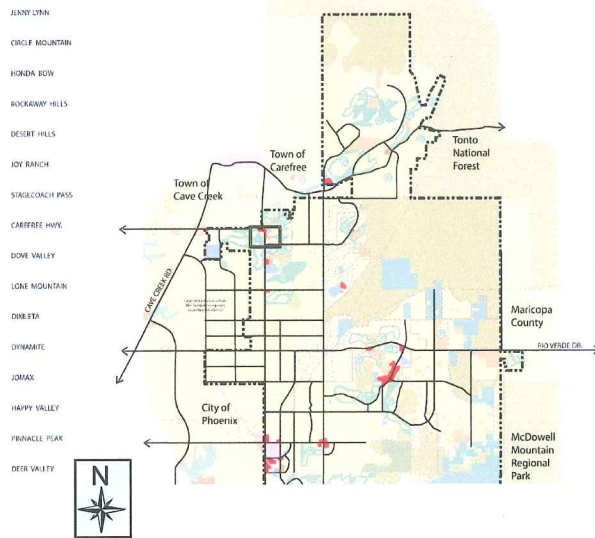 JENNY LYNN
CIRCLE MOUNTAIN
HONDA BOW
ROCKAWAY HILLS
DESERT HILLS
JOY RANCH
STAGECOACH PASS
CAREFREE HWY.
DOVE VALLEY
LONE MOUNTAIN
DIXILETA
DYNAMITE
JOMAX
HAPPY VALLEY
PINNACLE PEAK
DEER VALLEY
Town of
Carefree
Tonto
National
Forest
Town of
Cave Creek
CAVE CREEK RD.
Maricopa
County
RIO VERDE DR.
City of
Phoenix
McDowell
Mountain
Regional
Park
N